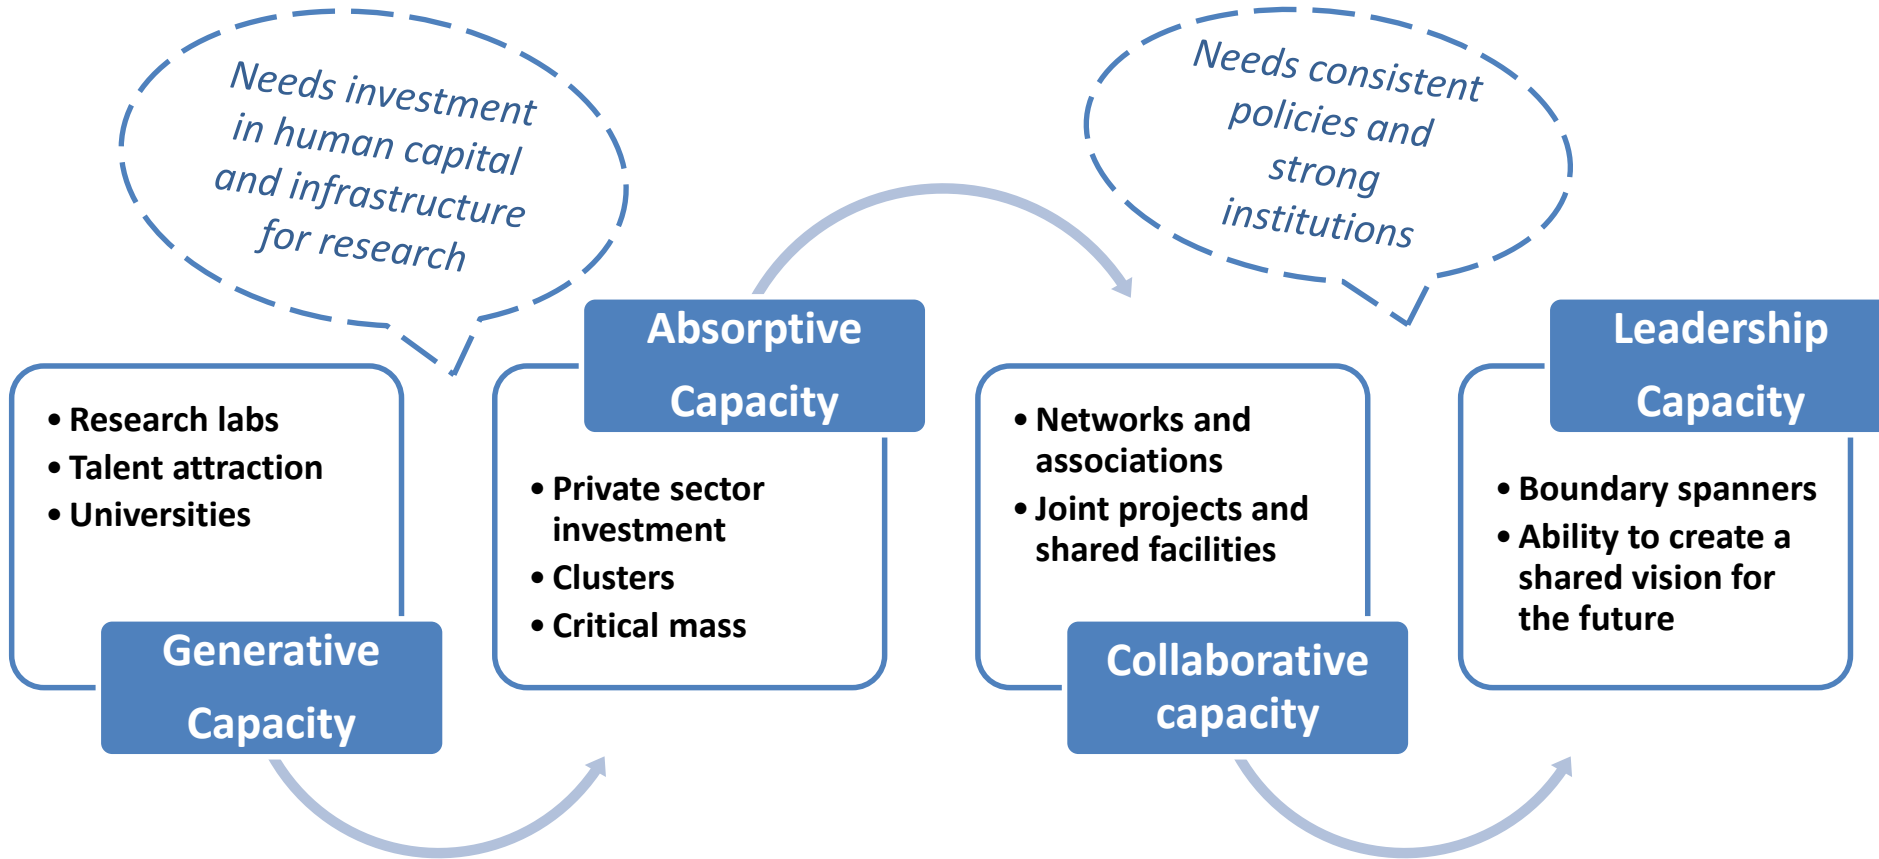 Needs investment
in human capital
and infrastructure
for research
Needs consistent
policies and
strong
institutions
• Research labs
• Talent attraction
• Universities
Generative
Capacity
Absorptive
Capacity
• Private sector
investment
• Clusters
• Critical mass
• Networks and
associations
• Joint projects and
shared facilities
Collaborative
capacity
Leadership
Capacity
• Boundary spanners
• Ability to create a
shared vision for
the future